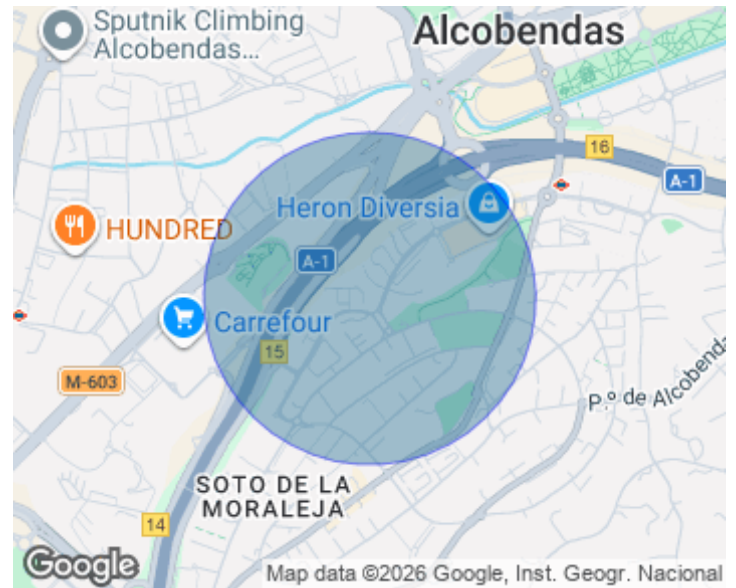 Sputnik Climbing
Alcobendas...
Alcobendas
16
A-1
Heron Diversia
HUNDRED
A-1
Carrefour
15
M-603
P.º de Alcobenda
SOTO DE LA
MORALEJA
14
Google
Map data ©2026 Google, Inst. Geogr. Nacional